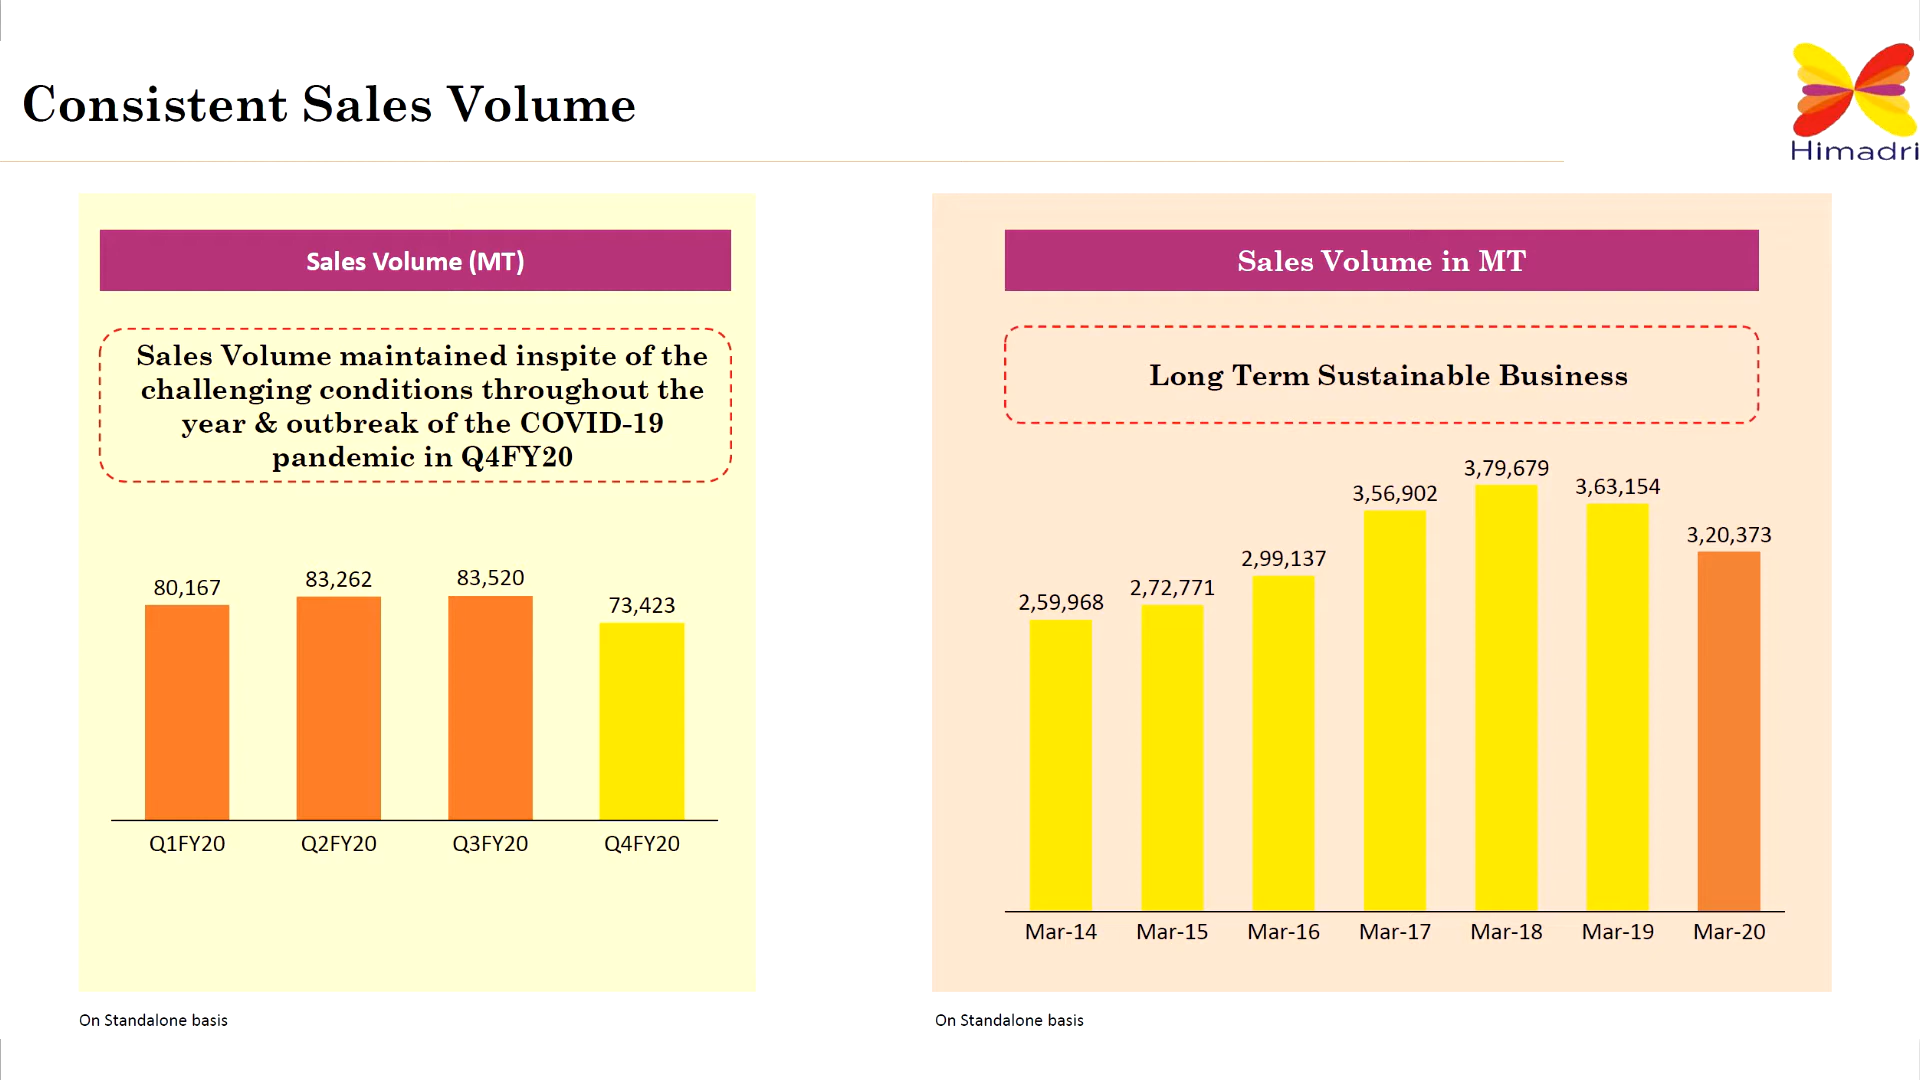 Consistent Sales Volume
Himadri
Sales Volume (MT)
Sales Volume maintained inspite of the
challenging conditions throughout the
year & outbreak of the COVID-19
pandemic in Q4FY20
80,167
83,262
83,520
73,423
Q1FY20
Q2FY20
Q3FY20
Q4FY20
On Standalone basis
Sales Volume in MT
Long Term Sustainable Business
2,59,968
2,72,771
2,99,137
3,56,902
3,79,679
3,63,154
3,20,373
Mar-14
Mar-15
Mar-16
Mar-17
Mar-18
Mar-19
Mar-20
On Standalone basis